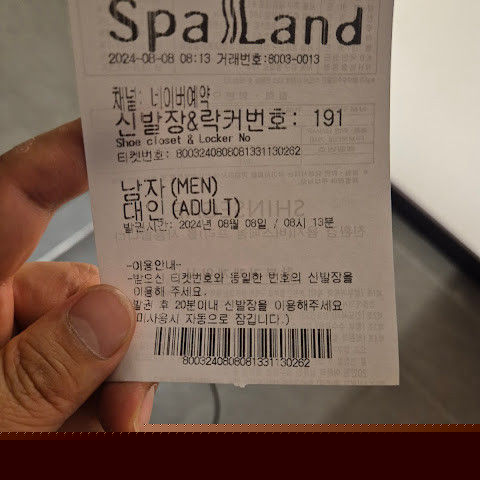 Spa Land
2024-08-08 08:13 거래번호:8003-0013
채널: 네이버예약
신발장&락커번호: 191
Shoe closet & Locker No
티켓번호: 8003240808081331130262
남자(MEN)
대인(ADULT)
발권시간: 2024년 08월 08일 / 08시 13분
-이용안내-
-받으신 티켓번호와 동일한 번호의 신발장을
이용해 주세요.
발권 후 20분이내 신발장을 이용해주세요
미사용시 자동으로 잠깁니다.)
8003240808081331130262